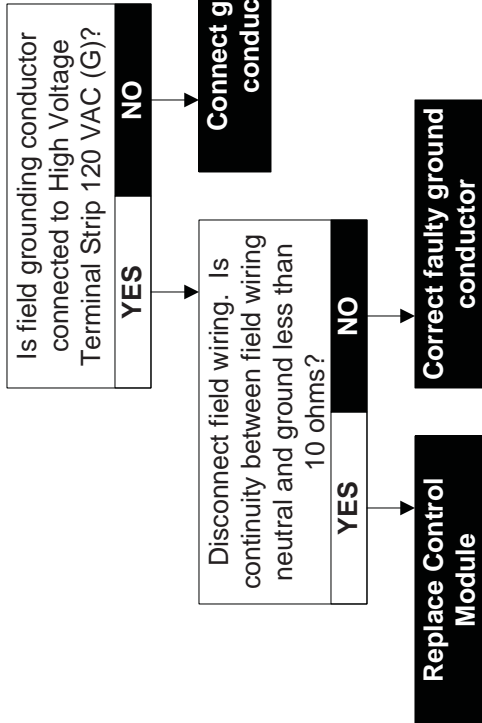 Is field grounding conductor
connected to High Voltage
Terminal Strip 120 VAC (G)?
YES
NO
Connect
Disconnect field wiring.  Is
continuity between field wiring
neutral and ground less than
10 ohms?
YES
NO
Replace Control
Module
Correct faulty ground
conductor